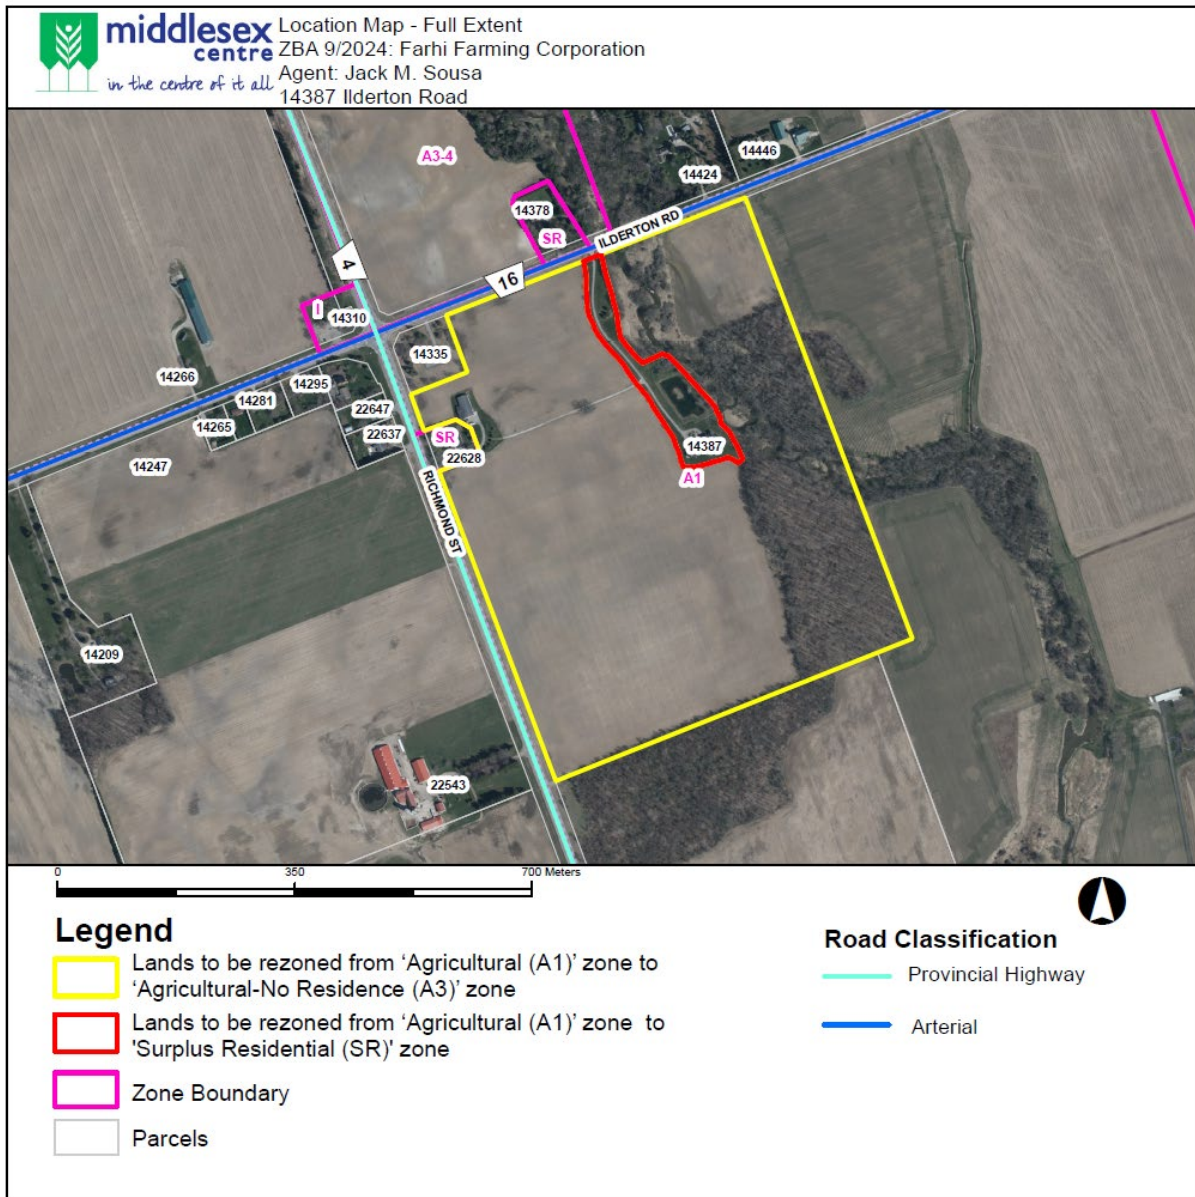 middlesex
centre
in the centre of it all
Location Map - Full Extent
ZBA 9/2024: Farhi Farming Corporation
Agent: Jack M. Sousa
14387 Ilderton Road
A3-4
14446
14424
14378
SR
ILDERTON RD
4
16
I
14310
14335
14266
14295
14281
14265
22647
22637
SR
22628
14247
14387
A1
RICHMOND ST
14209
22543
0 350 700 Meters
Legend
Lands to be rezoned from ‘Agricultural (A1)’ zone to
‘Agricultural-No Residence (A3)’ zone
Lands to be rezoned from ‘Agricultural (A1)’ zone to
'Surplus Residential (SR)' zone
Zone Boundary
Parcels
Road Classification
Provincial Highway
Arterial